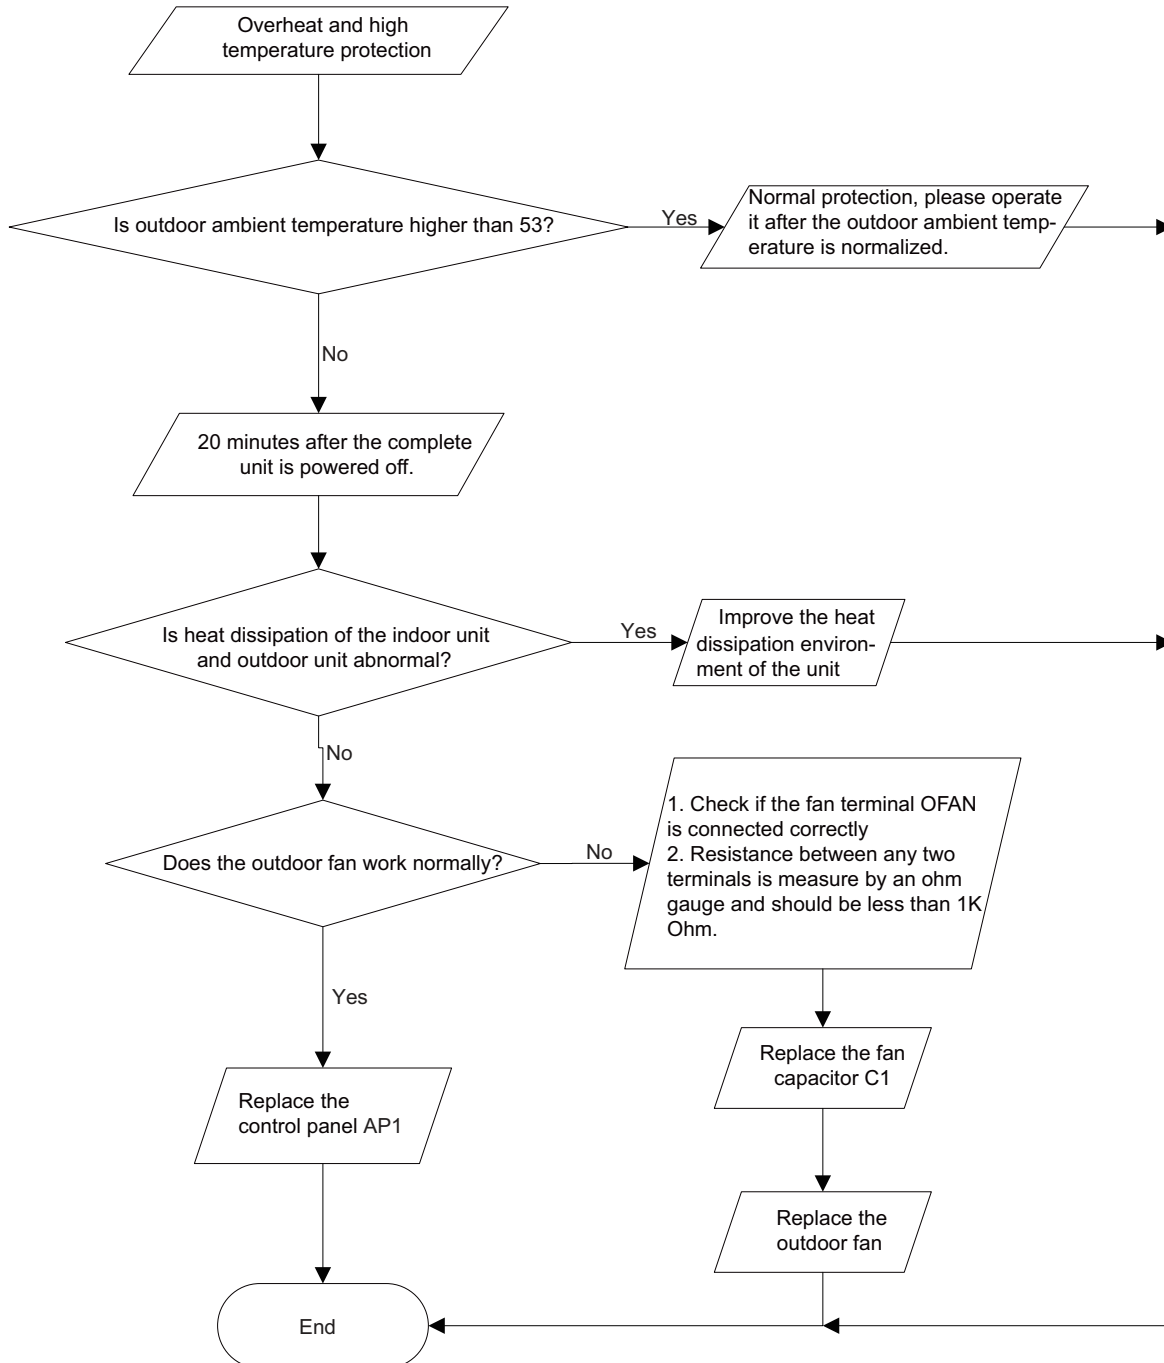 Overheat and high
temperature protection
Is outdoor ambient temperature higher than 53?
Yes
Normal protection, please operate
it after the outdoor ambient temp-
erature is normalized.
No
20 minutes after the complete
unit is powered off.
Is heat dissipation of the indoor unit
and outdoor unit abnormal?
Yes
Improve the heat
dissipation environ-
ment of the unit
No
Does the outdoor fan work normally?
No
1. Check if the fan terminal OFAN
is connected correctly
2. Resistance between any two
terminals is measure by an ohm
gauge and should be less than 1K
Ohm.
Yes
Replace the fan
capacitor C1
Replace the
control panel AP1
Replace the
outdoor fan
End